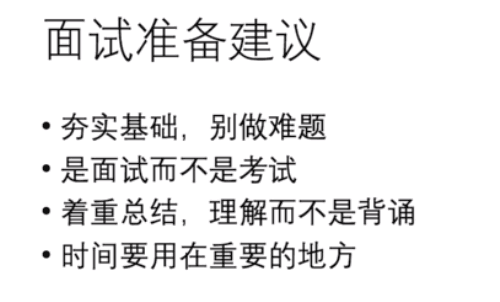 面试准备建议
• 夯实基础，别做难题
• 是面试而不是考试
• 着重总结，理解而不是背诵
• 时间要用在重要的地方